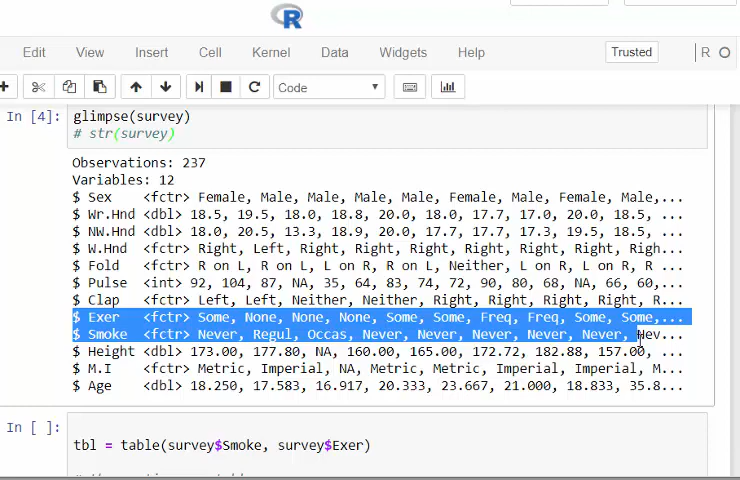 R
Edit View Insert Cell Kernel Data Widgets Help Trusted R
Code
In [4]: glimpse(survey)
# str(survey)
Observations: 237
Variables: 12
$ Sex <fctr> Female, Male, Male, Male, Male, Female, Male, Female, Male,...
$ Wr.Hnd <dbl> 18.5, 19.5, 18.0, 18.8, 20.0, 18.0, 17.7, 17.0, 20.0, 18.5, ...
$ NW.Hnd <dbl> 18.0, 20.5, 13.3, 18.9, 20.0, 17.7, 17.7, 17.3, 19.5, 18.5, ...
$ W.Hnd <fctr> Right, Left, Right, Right, Right, Right, Right, Right, Righ...
$ Fold <fctr> R on L, R on L, L on R, R on L, Neither, L on R, L on R, R ...
$ Pulse <int> 92, 104, 87, NA, 35, 64, 83, 74, 72, 90, 80, 68, NA, 66, 60,...
$ Clap <fctr> Left, Left, Neither, Neither, Right, Right, Right, Right, R...
$ Exer <fctr> Some, None, None, None, Some, Some, Freq, Freq, Some, Some,...
$ Smoke <fctr> Never, Regul, Occas, Never, Never, Never, Never, Never, Hev...
$ Height <dbl> 173.00, 177.80, NA, 160.00, 165.00, 172.72, 182.88, 157.00, ...
$ M.I <fctr> Metric, Imperial, NA, Metric, Metric, Imperial, Imperial, M...
$ Age <dbl> 18.250, 17.583, 16.917, 20.333, 23.667, 21.000, 18.833, 35.8...
In [ ]:
tbl = table(survey$Smoke, survey$Exer)